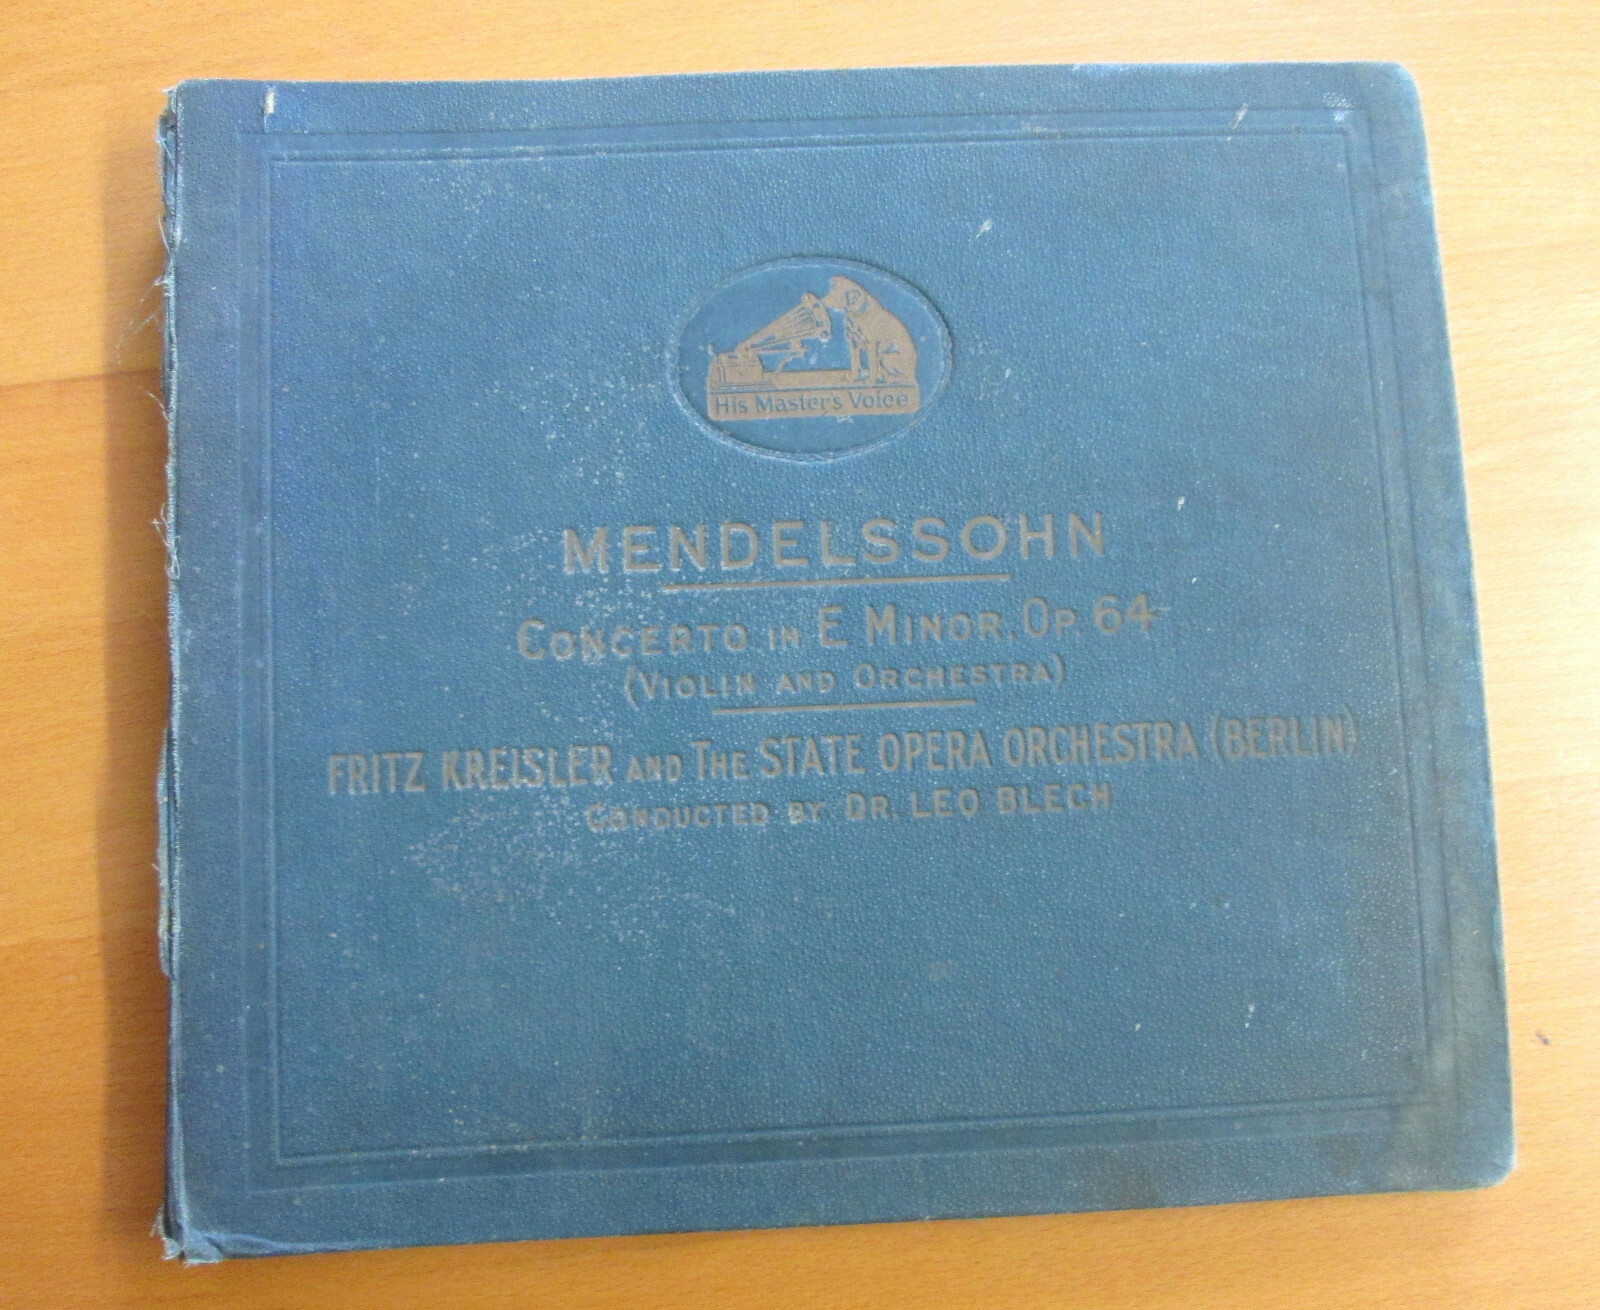 His Master's Voice
MENDELSSOHN
CONCERTO IN E MINOR, OP. 64
(VIOLIN AND ORCHESTRA)
FRITZ KREISLER AND THE STATE OPERA ORCHESTRA (BERLIN)
CONDUCTED BY DR. LEO BLECH